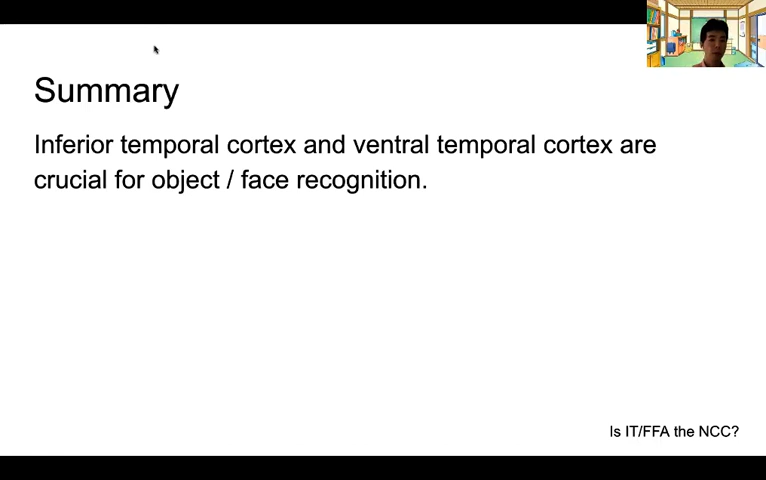 Summary
Inferior temporal cortex and ventral temporal cortex are
crucial for object / face recognition.
Is IT/FFA the NCC?